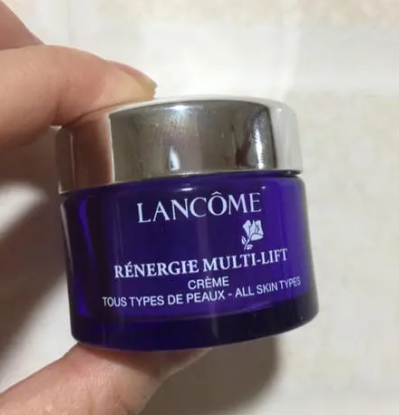 LANCÔME
RÉNERGIE MULTI-LIFT
CRÈME
TOUS TYPES DE PEAUX - ALL SKIN TYPES